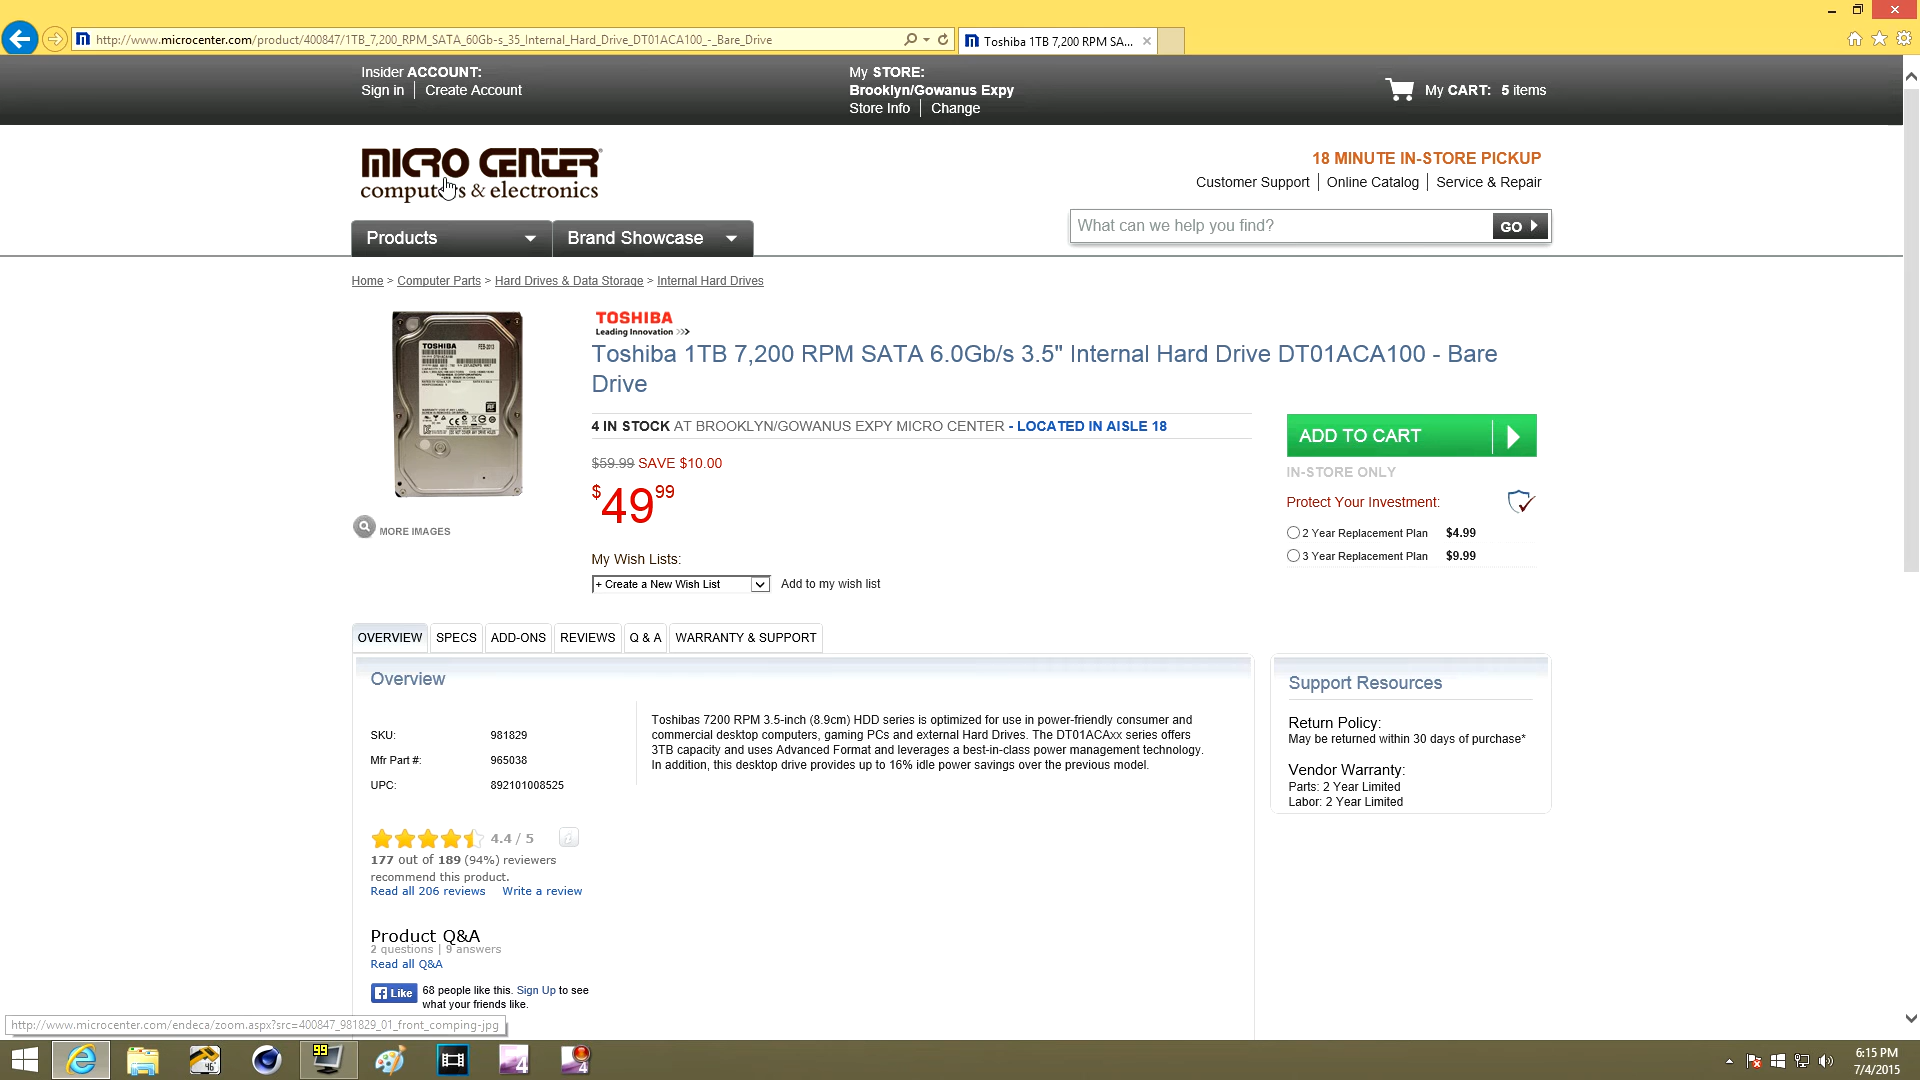 http://www.microcenter.com/product/400847/1TB_7,200_RPM_SATA_60Gb-s_35_Internal_Hard_Drive_DT01ACA100_-_Bare_Drive
Toshiba 1TB 7,200 RPM SA...
Insider ACCOUNT:
Sign in | Create Account
My STORE:
Brooklyn/Gowanus Expy
Store Info | Change
My CART: 5 items
MICRO CENTER
computers & electronics
18 MINUTE IN-STORE PICKUP
Customer Support | Online Catalog | Service & Repair
What can we help you find?
GO
Products
Brand Showcase
Home > Computer Parts > Hard Drives & Data Storage > Internal Hard Drives
TOSHIBA
FEB-2013
MORE IMAGES
TOSHIBA
Leading Innovation >>>
Toshiba 1TB 7,200 RPM SATA 6.0Gb/s 3.5" Internal Hard Drive DT01ACA100 - Bare
Drive
4 IN STOCK AT BROOKLYN/GOWANUS EXPY MICRO CENTER - LOCATED IN AISLE 18
$59.99 SAVE $10.00
$49.99
My Wish Lists:
+ Create a New Wish List
Add to my wish list
ADD TO CART
IN-STORE ONLY
Protect Your Investment:
2 Year Replacement Plan $4.99
3 Year Replacement Plan $9.99
OVERVIEW
SPECS
ADD-ONS
REVIEWS
Q & A
WARRANTY & SUPPORT
Overview
SKU: 981829
Mfr Part #: 965038
UPC: 892101008525
Toshibas 7200 RPM 3.5-inch (8.9cm) HDD series is optimized for use in power-friendly consumer and
commercial desktop computers, gaming PCs and external Hard Drives. The DT01ACAxx series offers
3TB capacity and uses Advanced Format and leverages a best-in-class power management technology.
In addition, this desktop drive provides up to 16% idle power savings over the previous model.
4.4 / 5
177 out of 189 (94%) reviewers
recommend this product.
Read all 206 reviews Write a review
Product Q&A
2 questions | 9 answers
Read all Q&A
Like
68 people like this. Sign Up to see
what your friends like.
Support Resources
Return Policy:
May be returned within 30 days of purchase*
Vendor Warranty:
Parts: 2 Year Limited
Labor: 2 Year Limited
http://www.microcenter.com/endeca/zoom.aspx?src=400847_981829_01_front_comping-jpg
46°
99
4
4
6:15 PM
7/4/2015